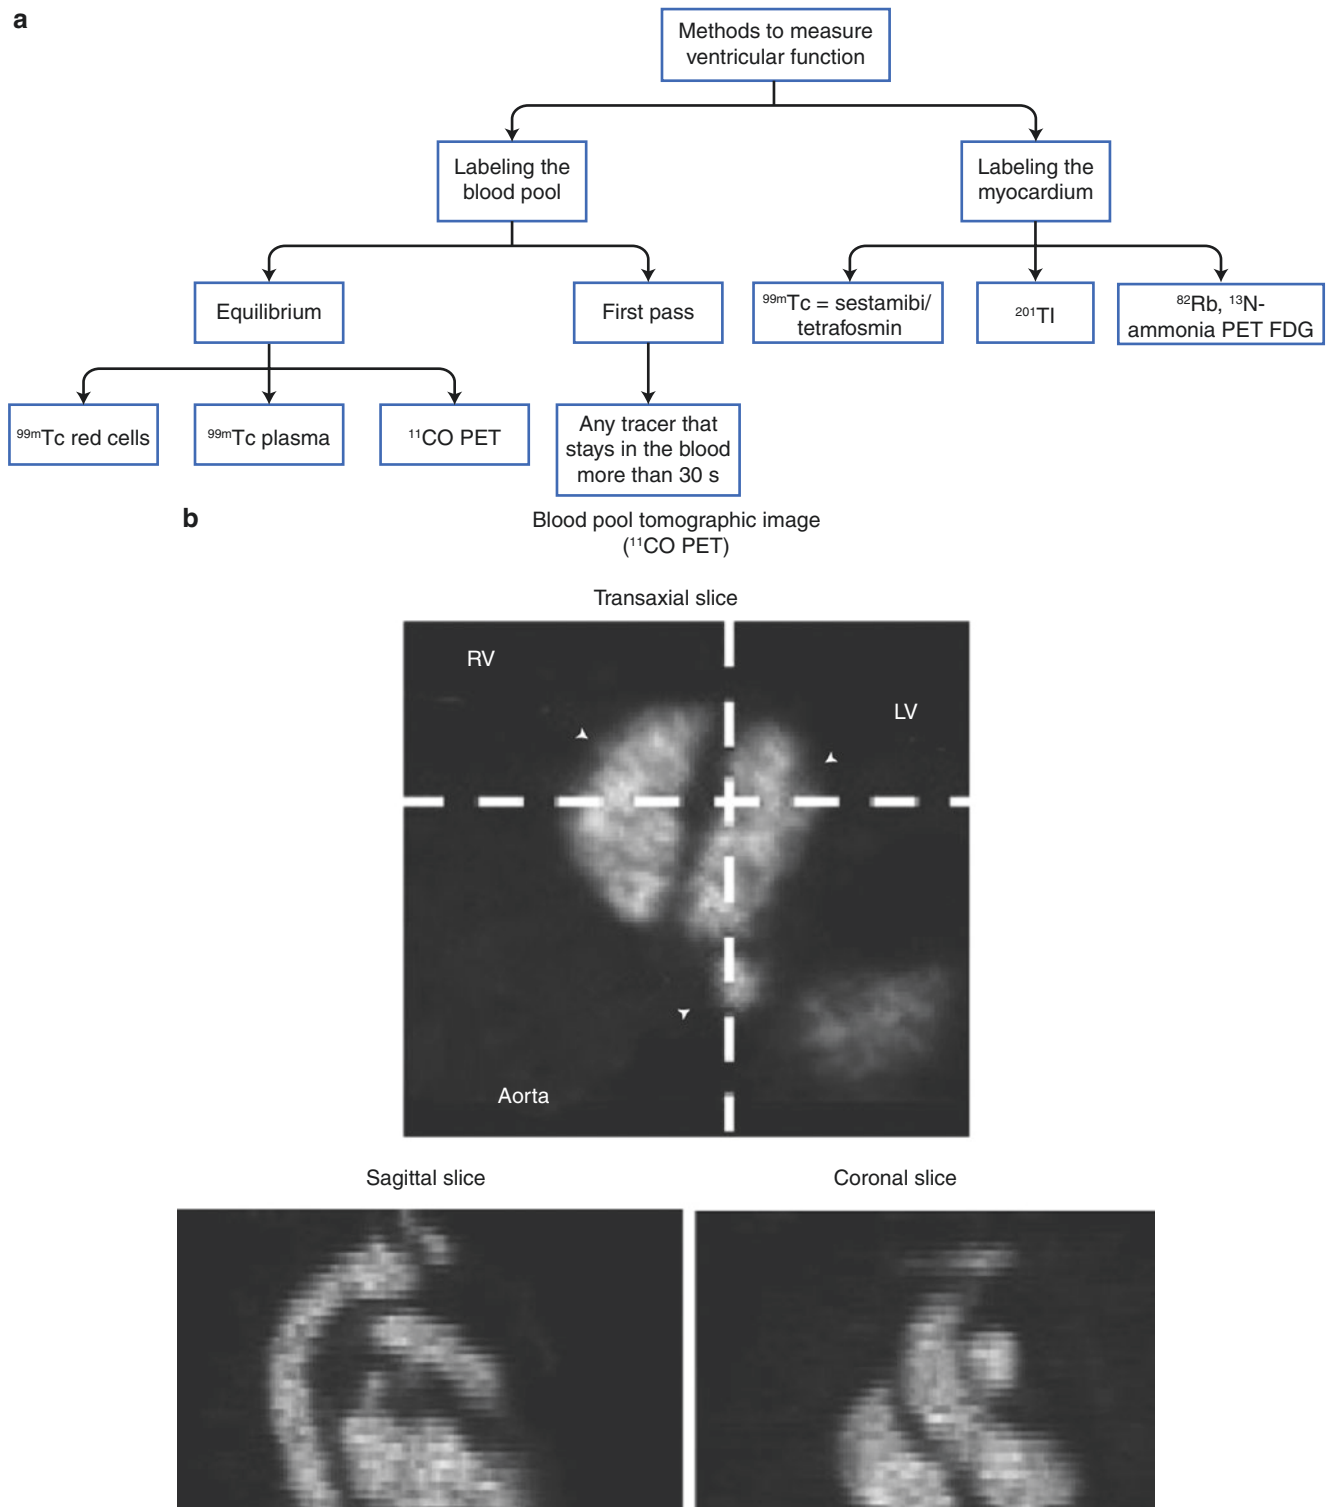 a
Methods to measure
ventricular function
Labeling the
blood pool
Labeling the
myocardium
Equilibrium
First pass
⁹⁹ᵐTc = sestamibi/
tetrafosmin
²⁰¹Tl
⁸²Rb, ¹³N-
ammonia PET FDG
⁹⁹ᵐTc red cells
⁹⁹ᵐTc plasma
¹¹CO PET
Any tracer that
stays in the blood
more than 30 s
b
Blood pool tomographic image
(¹¹CO PET)
Transaxial slice
RV
LV
Aorta
Sagittal slice
Coronal slice